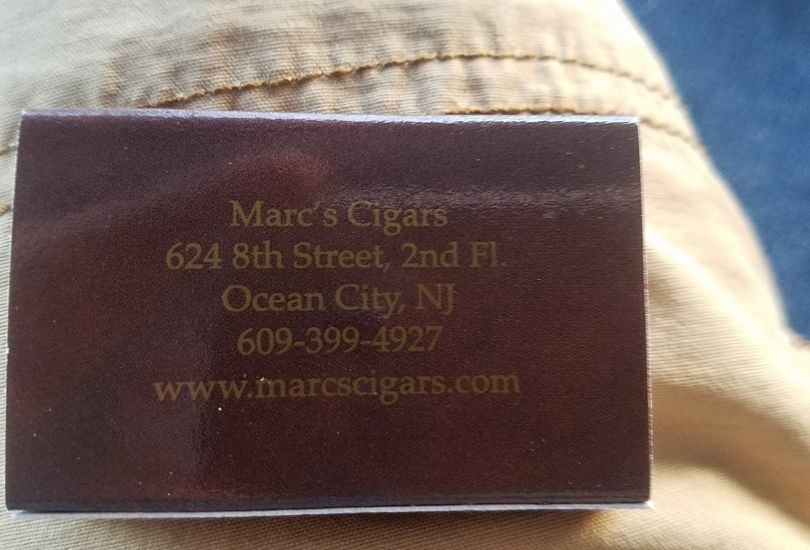 Marc's Cigars
624 8th Street, 2nd Fl.
Ocean City, NJ
609-399-4927
www.marcscigars.com